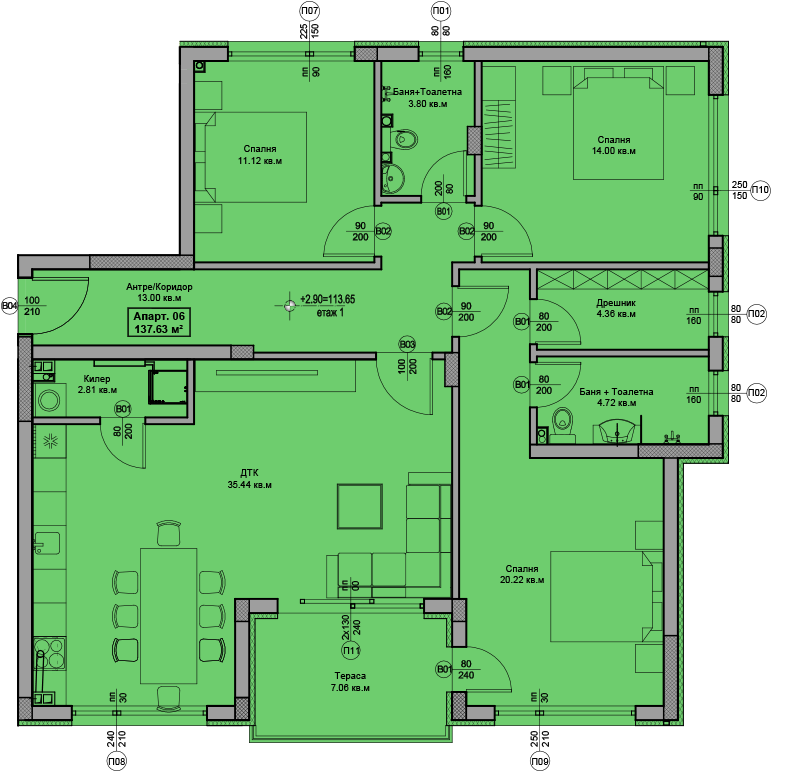 П07
П01
225
150
80
80
пп
90
пп
160
Баня+Тоалетна
3.80 кв.м
Спалня
11.12 кв.м
Спалня
14.00 кв.м
250
150
П10
пп
90
200
80
В01
90
200
В02
В02
90
200
Антре/Коридор
13.00 кв.м
В04
100
210
Апарт. 06
137.63 м²
+2.90=113.65
етаж 1
В02
90
200
Дрешник
4.36 кв.м
В01
80
200
пп
160
80
80
П02
В03
100
200
Килер
2.81 кв.м
В01
80
200
В01
80
200
Баня + Тоалетна
4.72 кв.м
пп
160
80
80
П02
ДТК
35.44 кв.м
Спалня
20.22 кв.м
пп
00
2x130
240
П11
Тераса
7.06 кв.м
В01
80
240
пп
30
пп
30
240
210
П08
250
210
П09